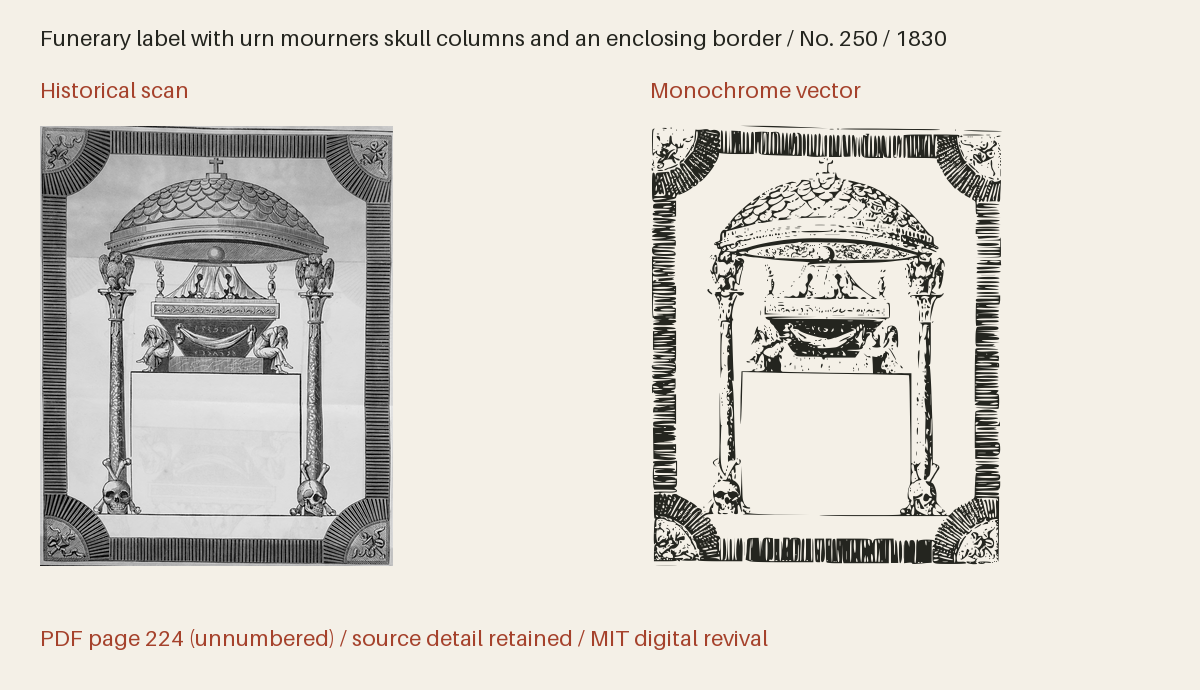 Funerary label with urn mourners skull columns and an enclosing border / No. 250 / 1830
Historical scan
Monochrome vector
PDF page 224 (unnumbered) / source detail retained / MIT digital revival